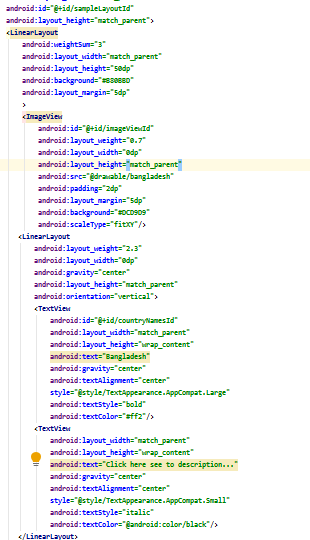 android:id="@+id/sampleLayoutId"
android:layout_height="match_parent">
<LinearLayout
android:weightSum="3"
android:layout_width="match_parent"
android:layout_height="50dp"
android:background="#BBDBBD"
android:layout_margin="5dp"
>
<ImageView
android:id="@+id/imageViewId"
android:layout_weight="0.7"
android:layout_width="0dp"
android:layout_height="match_parent"
android:src="@drawable/bangladesh"
android:padding="2dp"
android:layout_margin="5dp"
android:background="#DCD9D9"
android:scaleType="fitXY"/>
<LinearLayout
android:layout_weight="2.3"
android:layout_width="0dp"
android:gravity="center"
android:layout_height="match_parent"
android:orientation="vertical">
<TextView
android:id="@+id/countryNamesId"
android:layout_width="match_parent"
android:layout_height="wrap_content"
android:text="Bangladesh"
android:gravity="center"
android:textAlignment="center"
style="@style/TextAppearance.AppCompat.Large"
android:textStyle="bold"
android:textColor="#ff2"/>
<TextView
android:layout_width="match_parent"
android:layout_height="wrap_content"
android:text="Click here see to description..."
android:gravity="center"
android:textAlignment="center"
style="@style/TextAppearance.AppCompat.Small"
android:textStyle="italic"
android:textColor="@android:color/black"/>
</LinearLayout>